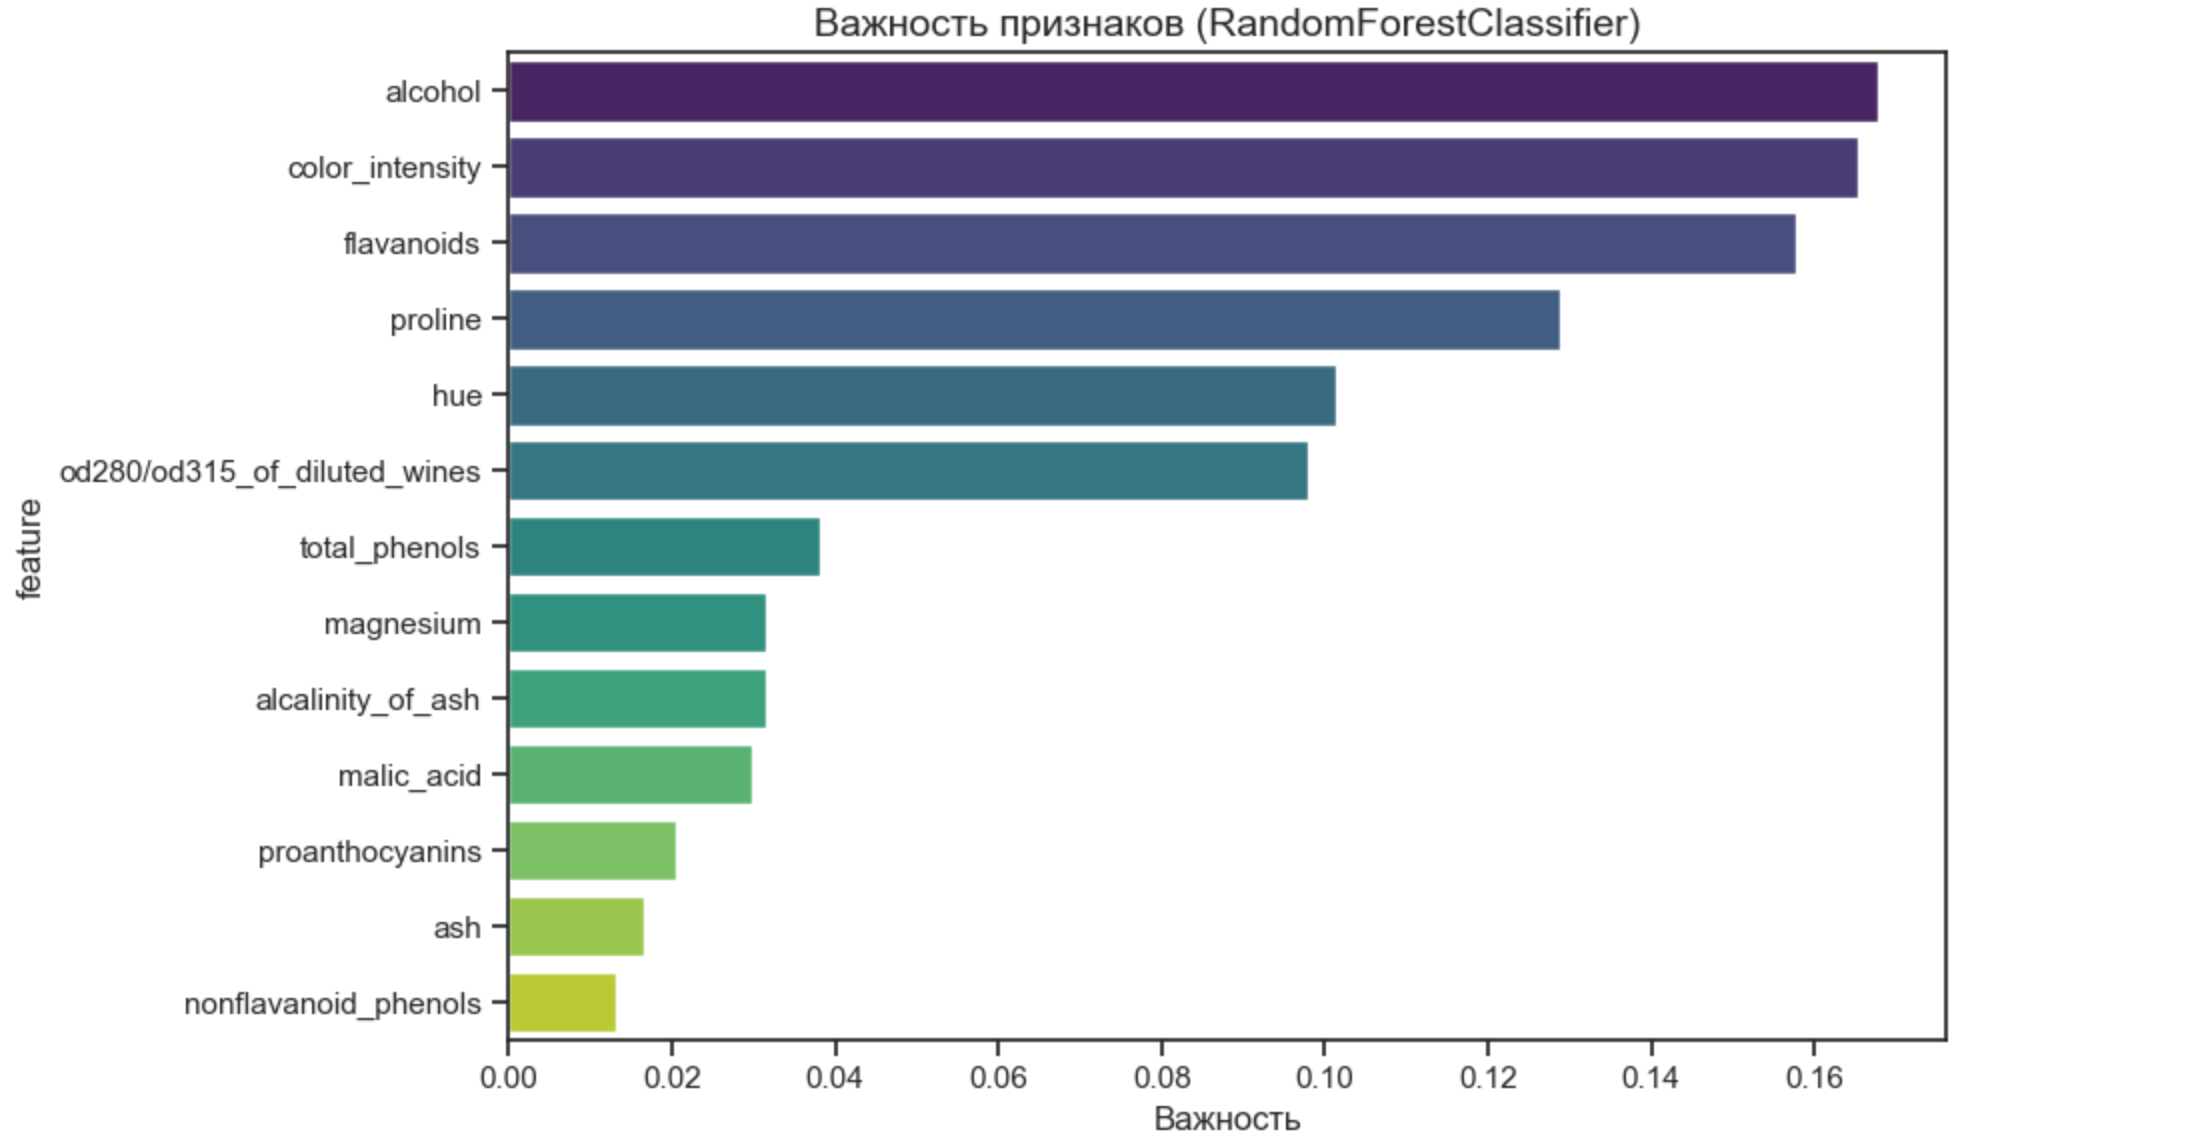 Важность признаков (RandomForestClassifier)
alcohol
color_intensity
flavanoids
proline
hue
od280/od315_of_diluted_wines
total_phenols
magnesium
alcalinity_of_ash
malic_acid
proanthocyanins
ash
nonflavanoid_phenols
feature
0.00 0.02 0.04 0.06 0.08 0.10 0.12 0.14 0.16
Важность